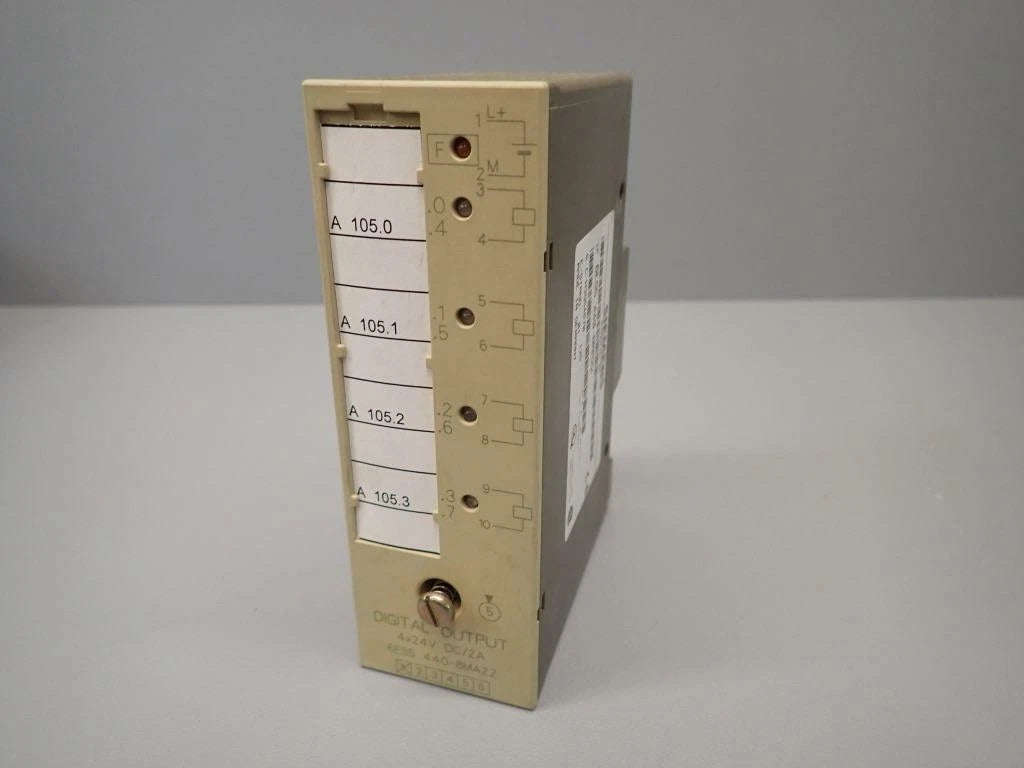 1 L+
F
2 M
.0 3
A 105.0 .4 4
.1 5
A 105.1 .5 6
.2 7
A 105.2 .6 8
.3 9
A 105.3 .7 10
5
DIGITAL OUTPUT
4x24V DC/2A
6ES5 440-8MA22
X 2 3 4 5 6